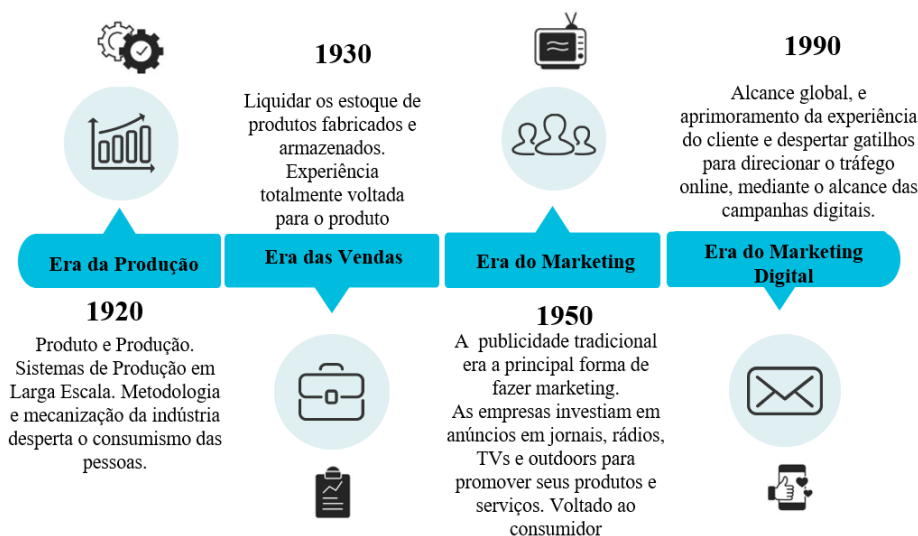 Era da Produção
1920
Produto e Produção.
Sistemas de Produção em
Larga Escala. Metodologia
e mecanização da indústria
desperta o consumismo das
pessoas.
1930
Liquidar os estoque de
produtos fabricados e
armazenados.
Experiência
totalmente voltada
para o produto
Era das Vendas
Era do Marketing
1950
A publicidade tradicional
era a principal forma de
fazer marketing.
As empresas investiam em
anúncios em jornais, rádios,
TVs e outdoors para
promover seus produtos e
serviços. Voltado ao
consumidor
1990
Alcance global, e
aprimoramento da experiência
do cliente e despertar gatilhos
para direcionar o tráfego
online, mediante o alcance das
campanhas digitais.
Era do Marketing
Digital